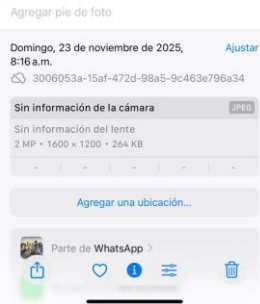 Agregar pie de foto
Domingo, 23 de noviembre de 2025, Ajustar
8:16 a.m.
3006053a-15af-472d-98a5-9c463e796a34
Sin información de la cámara JPEG
Sin información del lente
2 MP • 1600 × 1200 • 264 KB
- - - - -
Agregar una ubicación...
Parte de WhatsApp